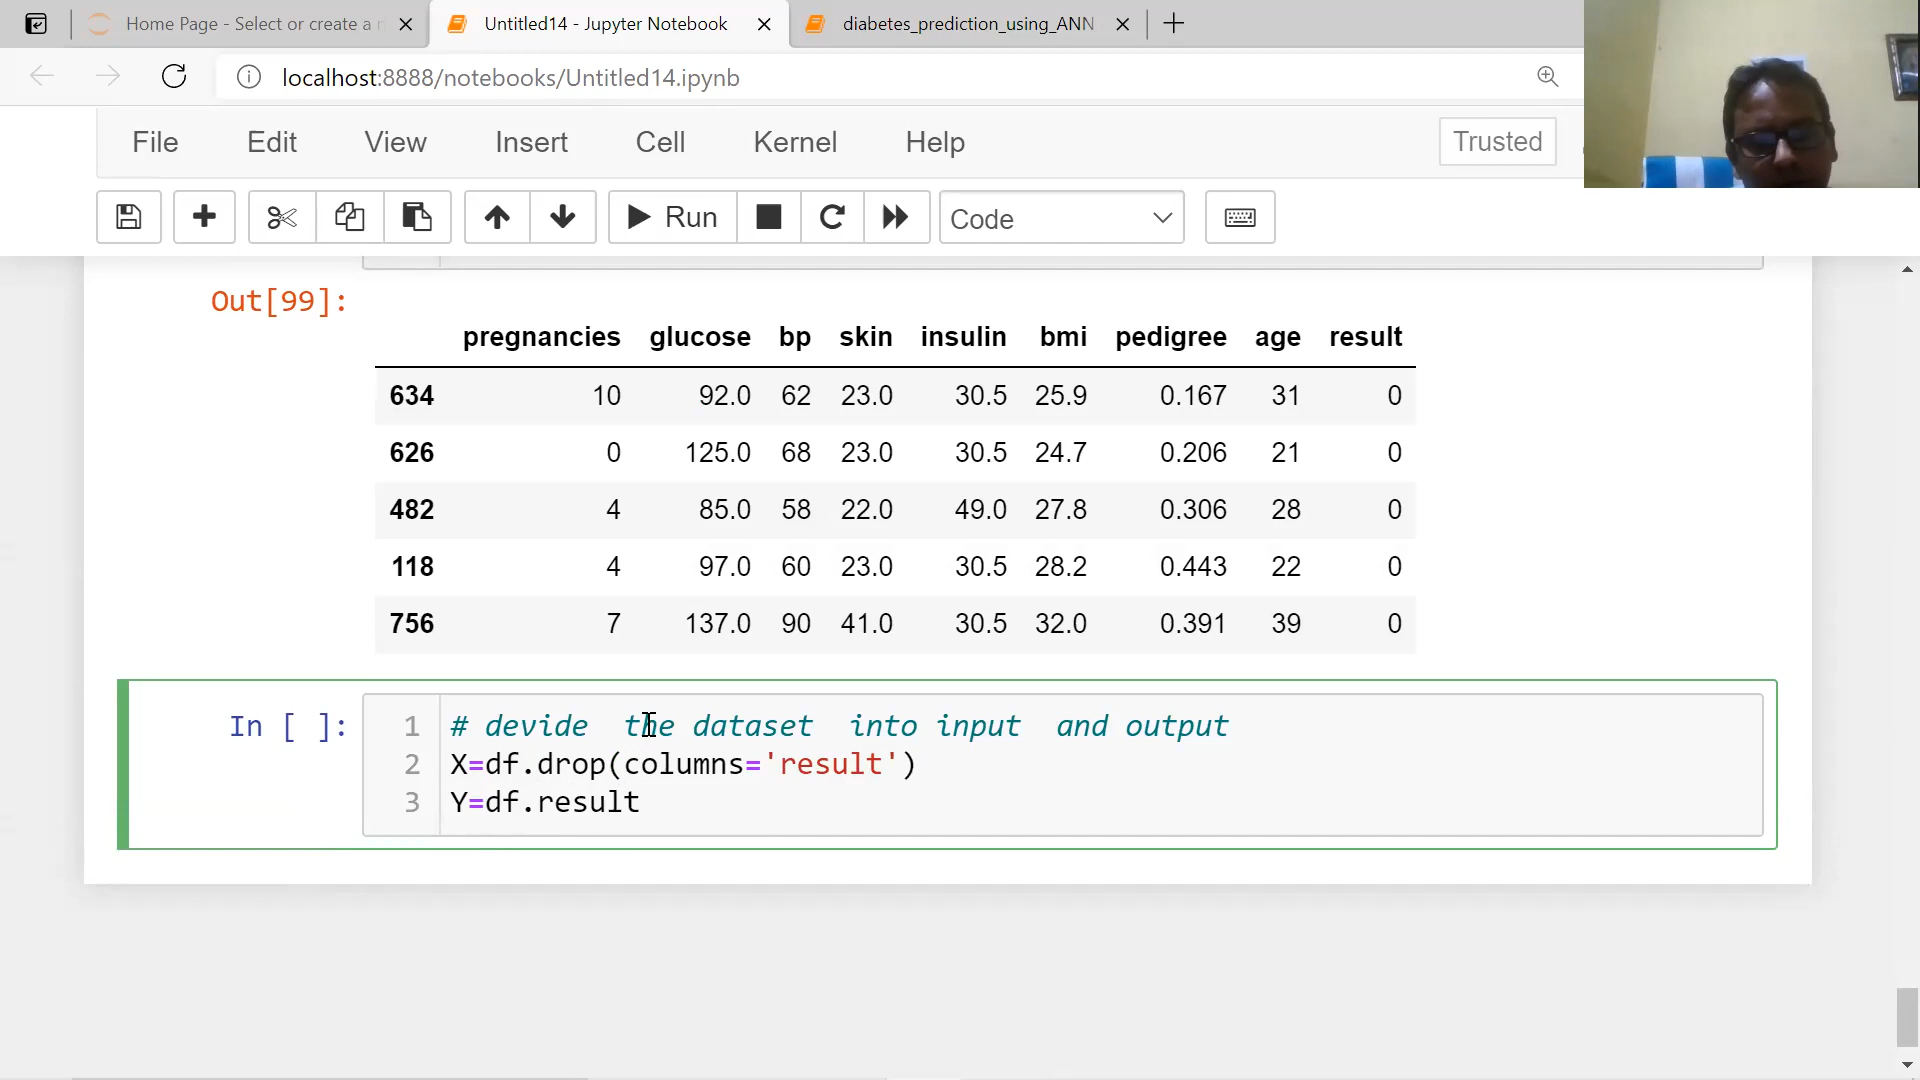 Home Page - Select or create a n
Untitled14 - Jupyter Notebook
diabetes_prediction_using_ANN
localhost:8888/notebooks/Untitled14.ipynb
File Edit View Insert Cell Kernel Help Trusted
Run Code
Out[99]:
pregnancies glucose bp skin insulin bmi pedigree age result
634 10 92.0 62 23.0 30.5 25.9 0.167 31 0
626 0 125.0 68 23.0 30.5 24.7 0.206 21 0
482 4 85.0 58 22.0 49.0 27.8 0.306 28 0
118 4 97.0 60 23.0 30.5 28.2 0.443 22 0
756 7 137.0 90 41.0 30.5 32.0 0.391 39 0
In [ ]: 1 # devide the dataset into input and output
2 X=df.drop(columns='result')
3 Y=df.result